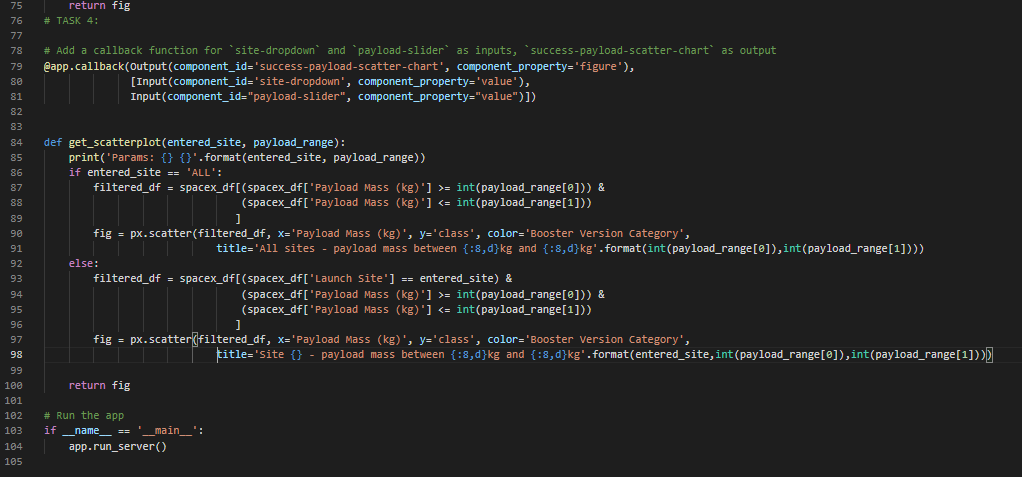 75 return fig
76 # TASK 4:
77
78 # Add a callback function for `site-dropdown` and `payload-slider` as inputs, `success-payload-scatter-chart` as output
79 @app.callback(Output(component_id='success-payload-scatter-chart', component_property='figure'),
80 [Input(component_id='site-dropdown', component_property='value'),
81 Input(component_id="payload-slider", component_property="value")])
82
83
84 def get_scatterplot(entered_site, payload_range):
85 print('Params: {} {}'.format(entered_site, payload_range))
86 if entered_site == 'ALL':
87 filtered_df = spacex_df[(spacex_df['Payload Mass (kg)'] >= int(payload_range[0])) &
88 (spacex_df['Payload Mass (kg)'] <= int(payload_range[1]))
89 ]
90 fig = px.scatter(filtered_df, x='Payload Mass (kg)', y='class', color='Booster Version Category',
91 title='All sites - payload mass between {:8,d}kg and {:8,d}kg'.format(int(payload_range[0]),int(payload_range[1])))
92 else:
93 filtered_df = spacex_df[(spacex_df['Launch Site'] == entered_site) &
94 (spacex_df['Payload Mass (kg)'] >= int(payload_range[0])) &
95 (spacex_df['Payload Mass (kg)'] <= int(payload_range[1]))
96 ]
97 fig = px.scatter(filtered_df, x='Payload Mass (kg)', y='class', color='Booster Version Category',
98 title='Site {} - payload mass between {:8,d}kg and {:8,d}kg'.format(entered_site,int(payload_range[0]),int(payload_range[1])))
99
100 return fig
101
102 # Run the app
103 if __name__ == '__main__':
104 app.run_server()
105